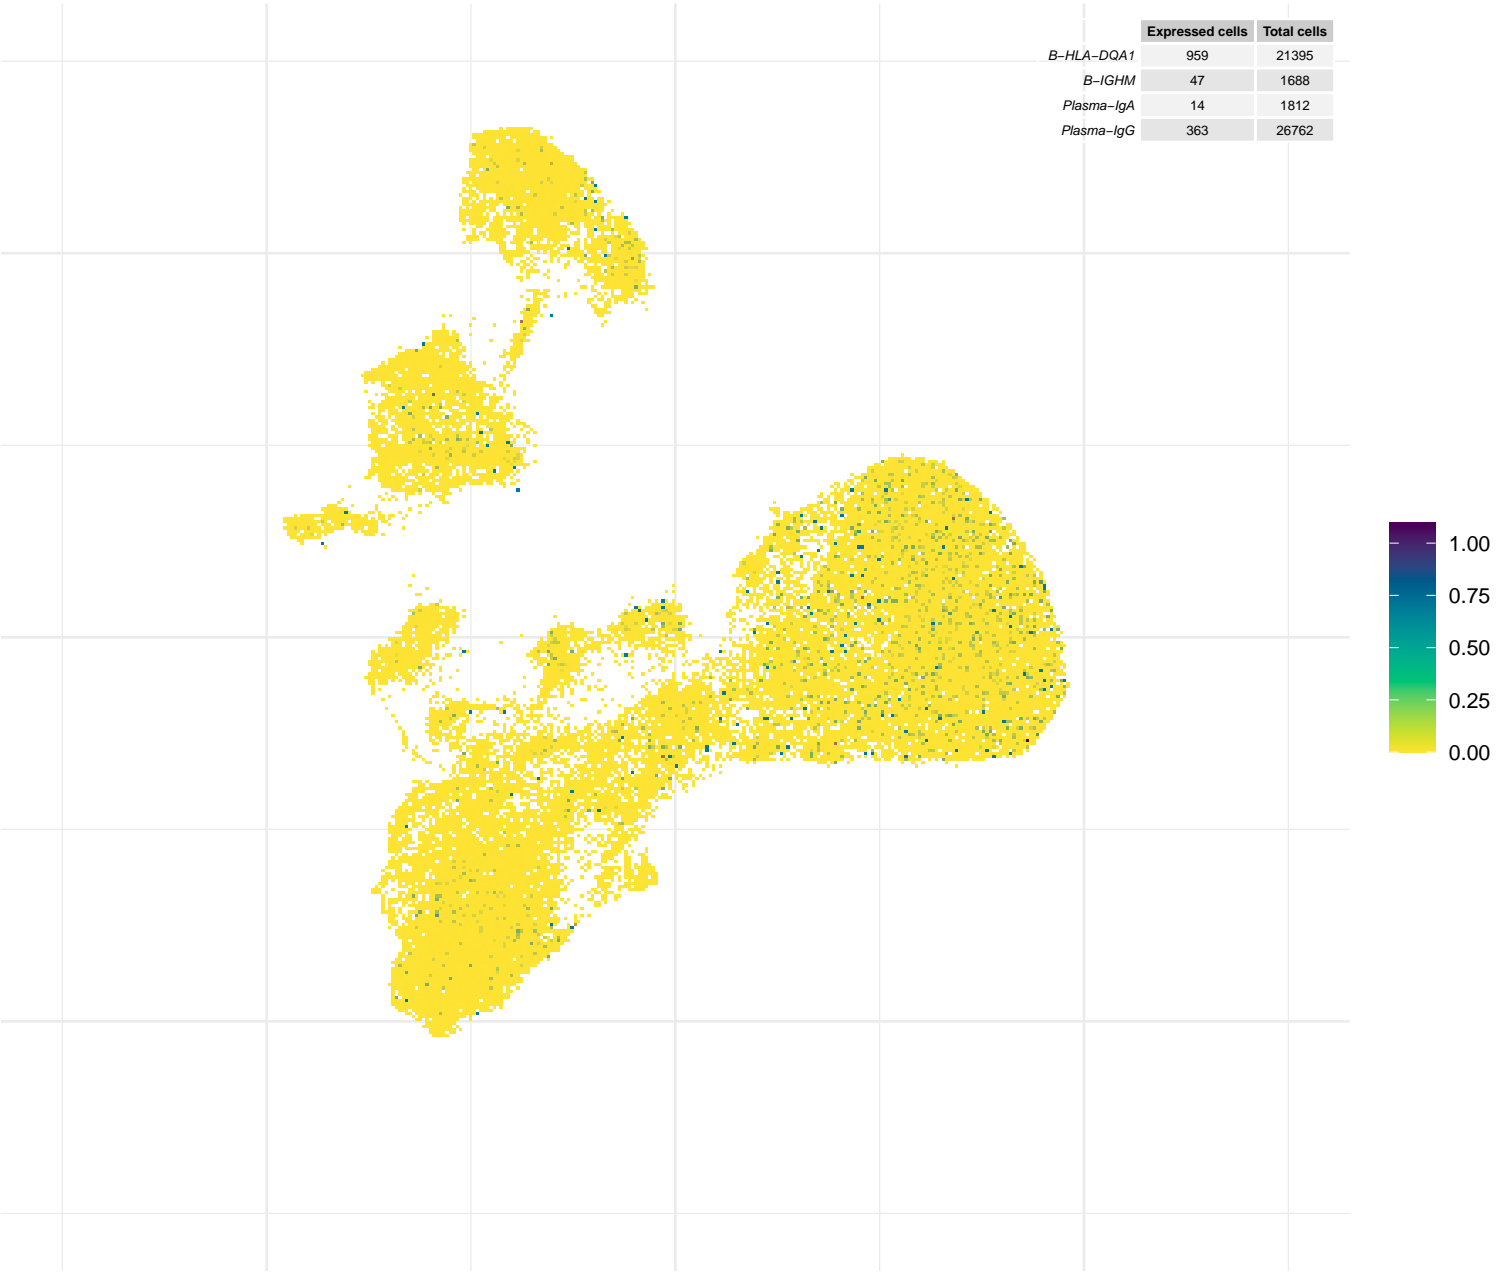 Expressed cells Total cells
B−HLA−DQA1 959 21395
B−IGHM 47 1688
Plasma−IgA 14 1812
Plasma−IgG 363 26762
1.00
0.75
0.50
0.25
0.00